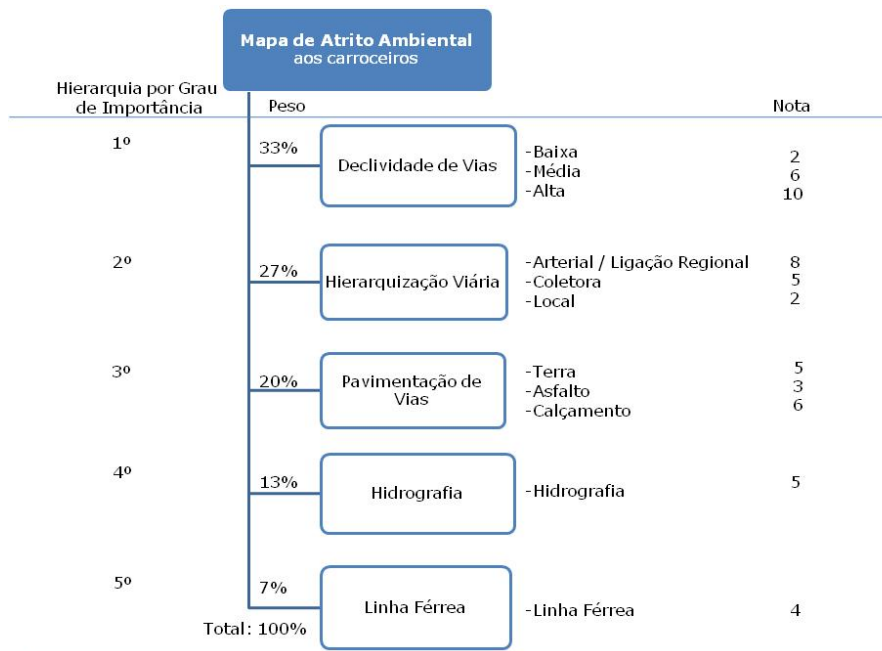 Mapa de Atrito Ambiental
aos carroceiros
Hierarquia por Grau
de Importância
Peso
Nota
1º
33%
Declividade de Vias
-Baixa 2
-Média 6
-Alta 10
2º
27%
Hierarquização Viária
-Arterial / Ligação Regional 8
-Coletora 5
-Local 2
3º
20%
Pavimentação de
Vias
-Terra 5
-Asfalto 3
-Calçamento 6
4º
13%
Hidrografia
-Hidrografia 5
5º
7%
Linha Férrea
-Linha Férrea 4
Total: 100%